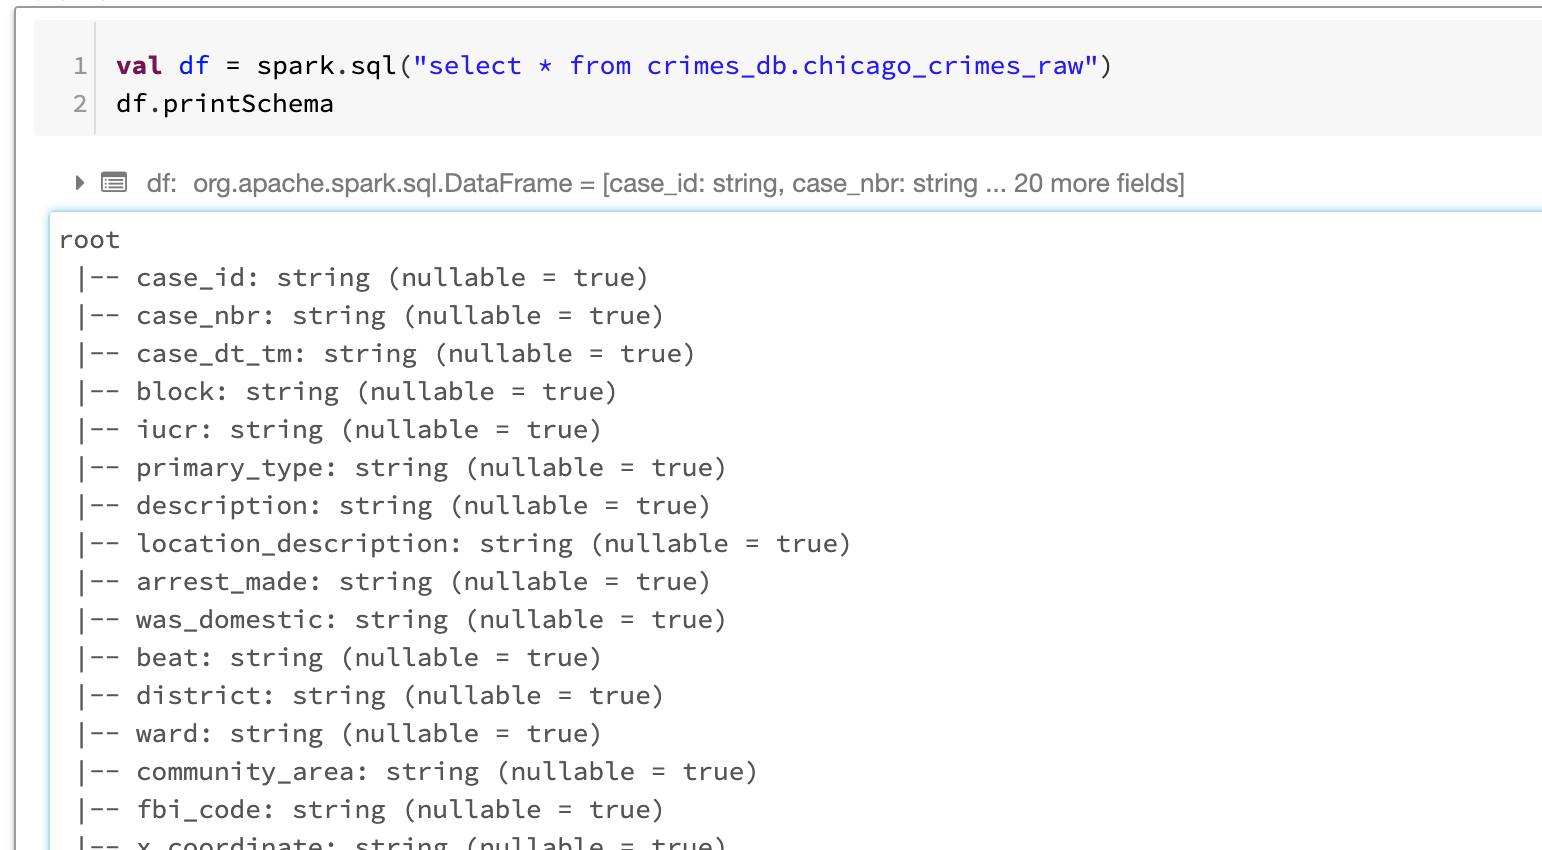 1 val df = spark.sql("select * from crimes_db.chicago_crimes_raw")
2 df.printSchema
df: org.apache.spark.sql.DataFrame = [case_id: string, case_nbr: string ... 20 more fields]
root
|-- case_id: string (nullable = true)
|-- case_nbr: string (nullable = true)
|-- case_dt_tm: string (nullable = true)
|-- block: string (nullable = true)
|-- iucr: string (nullable = true)
|-- primary_type: string (nullable = true)
|-- description: string (nullable = true)
|-- location_description: string (nullable = true)
|-- arrest_made: string (nullable = true)
|-- was_domestic: string (nullable = true)
|-- beat: string (nullable = true)
|-- district: string (nullable = true)
|-- ward: string (nullable = true)
|-- community_area: string (nullable = true)
|-- fbi_code: string (nullable = true)
|-- x_coordinate: string (nullable = true)